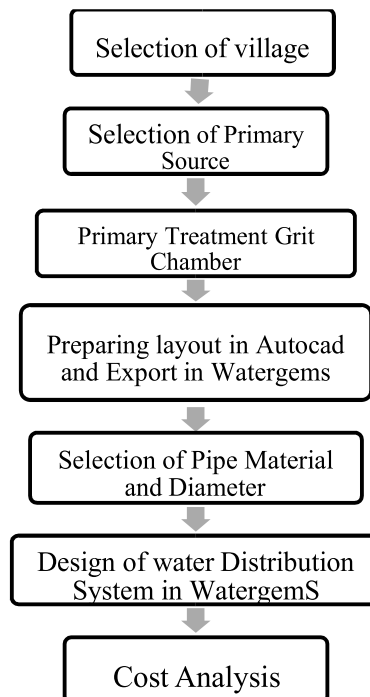 Selection of village
Selection of Primary
Source
Primary Treatment Grit
Chamber
Preparing layout in Autocad
and Export in Watergems
Selection of Pipe Material
and Diameter
Design of water Distribution
System in WatergemS
Cost Analysis